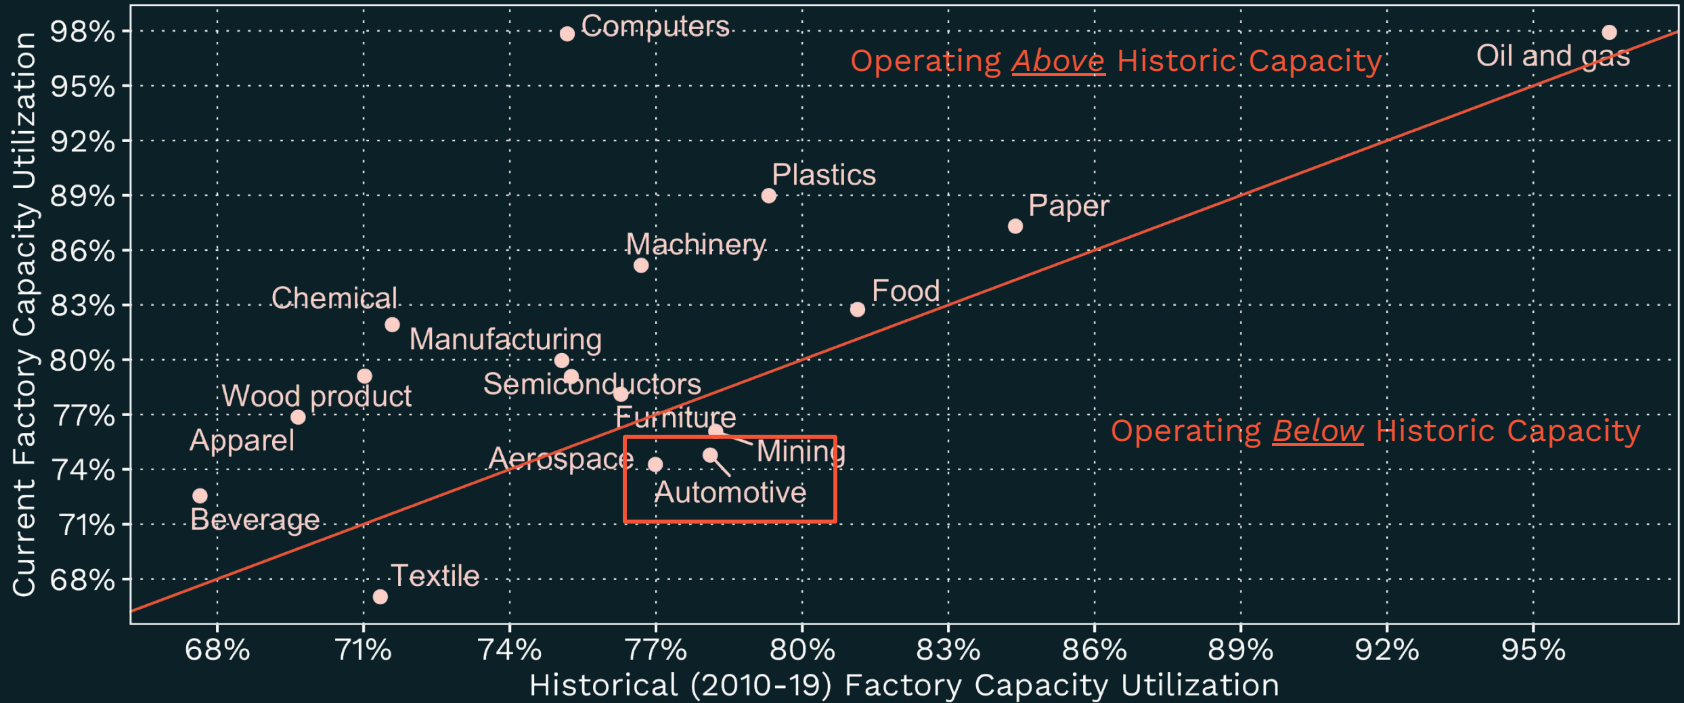 98%
95%
92%
89%
86%
83%
80%
77%
74%
71%
68%
Current Factory Capacity Utilization
Computers
Operating Above Historic Capacity
Oil and gas
Plastics
Paper
Machinery
Food
Chemical
Manufacturing
Semiconductors
Wood product
Furniture
Apparel
Operating Below Historic Capacity
Mining
Aerospace
Automotive
Beverage
Textile
68%
71%
74%
77%
80%
83%
86%
89%
92%
95%
Historical (2010-19) Factory Capacity Utilization